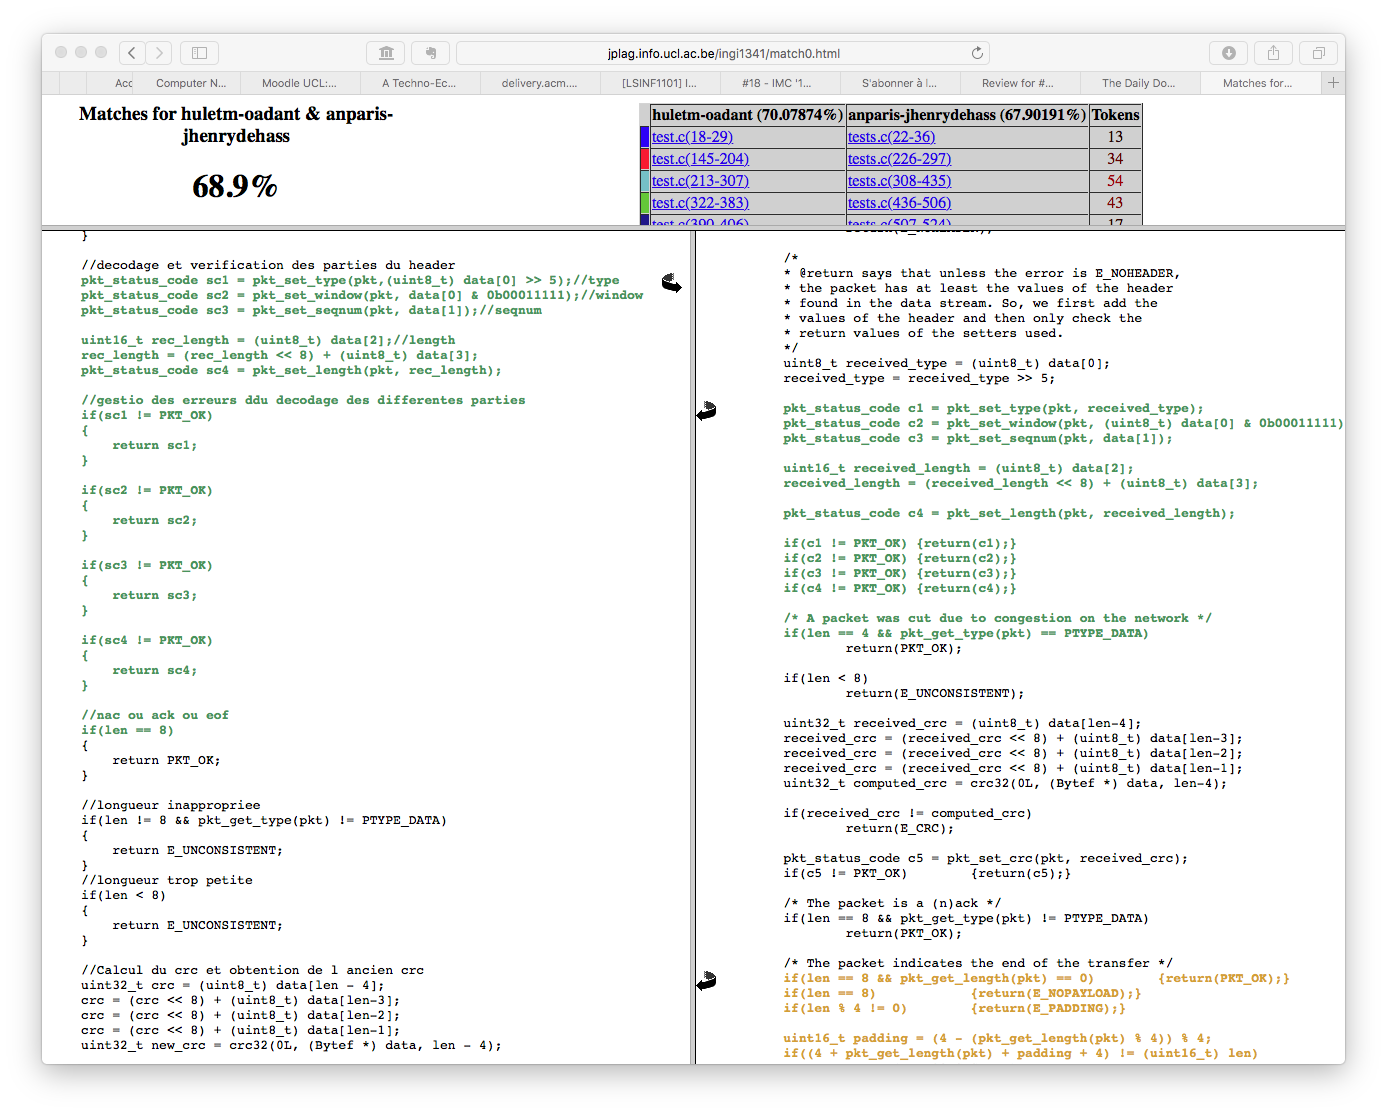 jplag.info.ucl.ac.be/ingi1341/match0.html
Acc
Computer N...
Moodle UCL:...
A Techno-Ec...
delivery.acm....
[LSINF1101] I...
#18 - IMC '1...
S'abonner à l...
Review for #...
The Daily Do...
Matches for...
Matches for huletm-oadant & anparis-
jhenrydehass
68.9%
huletm-oadant (70.07874%) anparis-jhenrydehass (67.90191%) Tokens
test.c(18-29) tests.c(22-36) 13
test.c(145-204) tests.c(226-297) 34
test.c(213-307) tests.c(308-435) 54
test.c(322-383) tests.c(436-506) 43
test.c(390-406) tests.c(507-524) 17
}
//decodage et verification des parties du header
pkt_status_code sc1 = pkt_set_type(pkt,(uint8_t) data[0] >> 5);//type
pkt_status_code sc2 = pkt_set_window(pkt, data[0] & 0b00011111);//window
pkt_status_code sc3 = pkt_set_seqnum(pkt, data[1]);//seqnum
uint16_t rec_length = (uint8_t) data[2];//length
rec_length = (rec_length << 8) + (uint8_t) data[3];
pkt_status_code sc4 = pkt_set_length(pkt, rec_length);
//gestio des erreurs ddu decodage des differentes parties
if(sc1 != PKT_OK)
{
return sc1;
}
if(sc2 != PKT_OK)
{
return sc2;
}
if(sc3 != PKT_OK)
{
return sc3;
}
if(sc4 != PKT_OK)
{
return sc4;
}
//nac ou ack ou eof
if(len == 8)
{
return PKT_OK;
}
//longueur inappropriee
if(len != 8 && pkt_get_type(pkt) != PTYPE_DATA)
{
return E_UNCONSISTENT;
}
//longueur trop petite
if(len < 8)
{
return E_UNCONSISTENT;
}
//Calcul du crc et obtention de l ancien crc
uint32_t crc = (uint8_t) data[len - 4];
crc = (crc << 8) + (uint8_t) data[len-3];
crc = (crc << 8) + (uint8_t) data[len-2];
crc = (crc << 8) + (uint8_t) data[len-1];
uint32_t new_crc = crc32(0L, (Bytef *) data, len - 4);
/*
* @return says that unless the error is E_NOHEADER,
* the packet has at least the values of the header
* found in the data stream. So, we first add the
* values of the header and then only check the
* return values of the setters used.
*/
uint8_t received_type = (uint8_t) data[0];
received_type = received_type >> 5;
pkt_status_code c1 = pkt_set_type(pkt, received_type);
pkt_status_code c2 = pkt_set_window(pkt, (uint8_t) data[0] & 0b00011111)
pkt_status_code c3 = pkt_set_seqnum(pkt, data[1]);
uint16_t received_length = (uint8_t) data[2];
received_length = (received_length << 8) + (uint8_t) data[3];
pkt_status_code c4 = pkt_set_length(pkt, received_length);
if(c1 != PKT_OK) {return(c1);}
if(c2 != PKT_OK) {return(c2);}
if(c3 != PKT_OK) {return(c3);}
if(c4 != PKT_OK) {return(c4);}
/* A packet was cut due to congestion on the network */
if(len == 4 && pkt_get_type(pkt) == PTYPE_DATA)
return(PKT_OK);
if(len < 8)
return(E_UNCONSISTENT);
uint32_t received_crc = (uint8_t) data[len-4];
received_crc = (received_crc << 8) + (uint8_t) data[len-3];
received_crc = (received_crc << 8) + (uint8_t) data[len-2];
received_crc = (received_crc << 8) + (uint8_t) data[len-1];
uint32_t computed_crc = crc32(0L, (Bytef *) data, len-4);
if(received_crc != computed_crc)
return(E_CRC);
pkt_status_code c5 = pkt_set_crc(pkt, received_crc);
if(c5 != PKT_OK) {return(c5);}
/* The packet is a (n)ack */
if(len == 8 && pkt_get_type(pkt) != PTYPE_DATA)
return(PKT_OK);
/* The packet indicates the end of the transfer */
if(len == 8 && pkt_get_length(pkt) == 0) {return(PKT_OK);}
if(len == 8) {return(E_NOPAYLOAD);}
if(len % 4 != 0) {return(E_PADDING);}
uint16_t padding = (4 - (pkt_get_length(pkt) % 4)) % 4;
if((4 + pkt_get_length(pkt) + padding + 4) != (uint16_t) len)